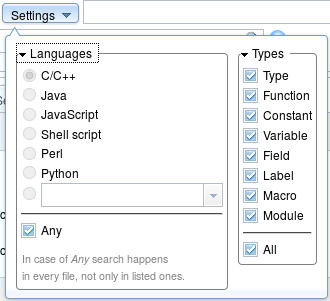 Settings
Languages
C/C++
Java
JavaScript
Shell script
Perl
Python
Any
In case of Any search happens
in every file, not only in listed ones.
Types
Type
Function
Constant
Variable
Field
Label
Macro
Module
All